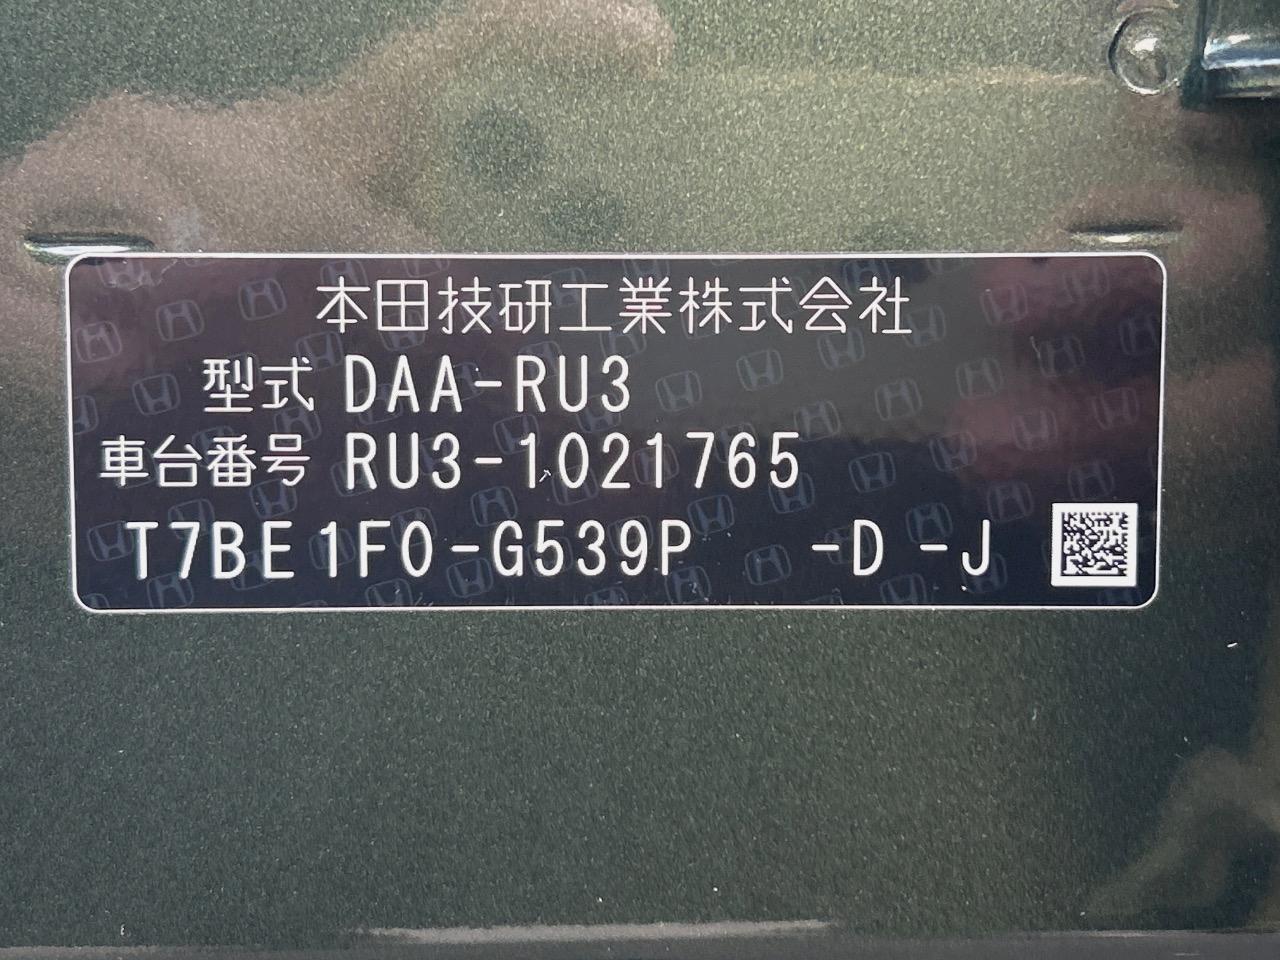 本田技研工業株式会社
型式 DAA-RU3
車台番号 RU3-1021765
T7BE1F0-G539P -D -J